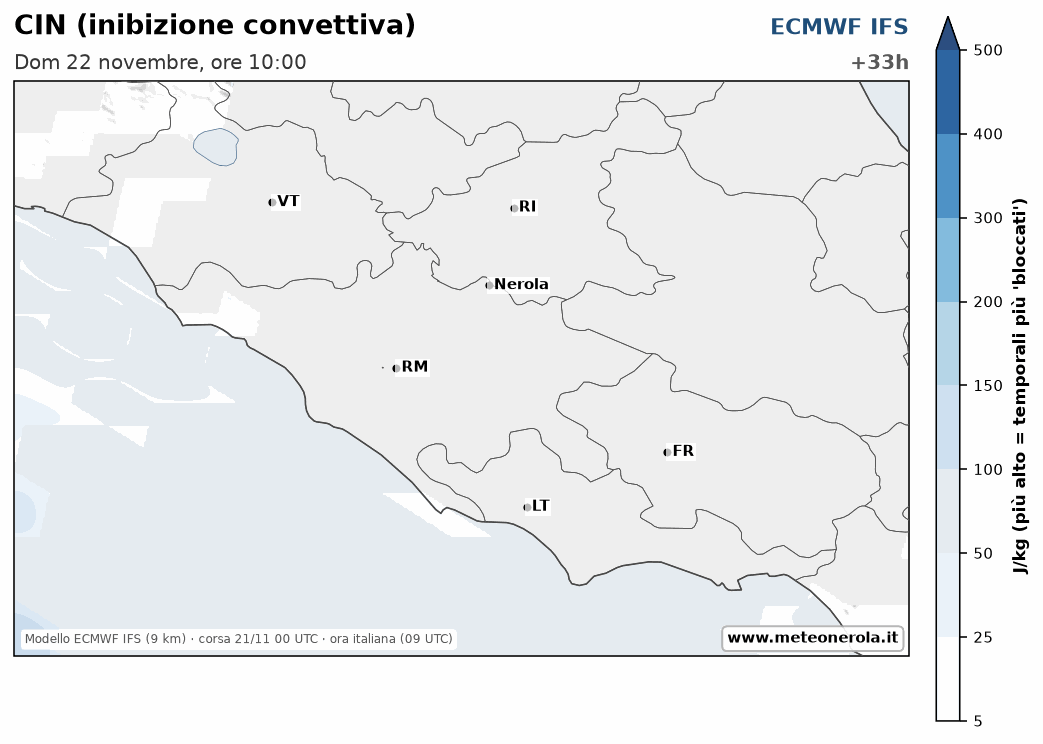 CIN (inibizione convettiva)
ECMWF IFS
Dom 22 novembre, ore 10:00
+33h
VT
RI
Nerola
RM
FR
LT
Modello ECMWF IFS (9 km) · corsa 21/11 00 UTC · ora italiana (09 UTC)
www.meteonerola.it
500
400
300
200
150
100
50
25
5
J/kg (più alto = temporali più 'bloccati')